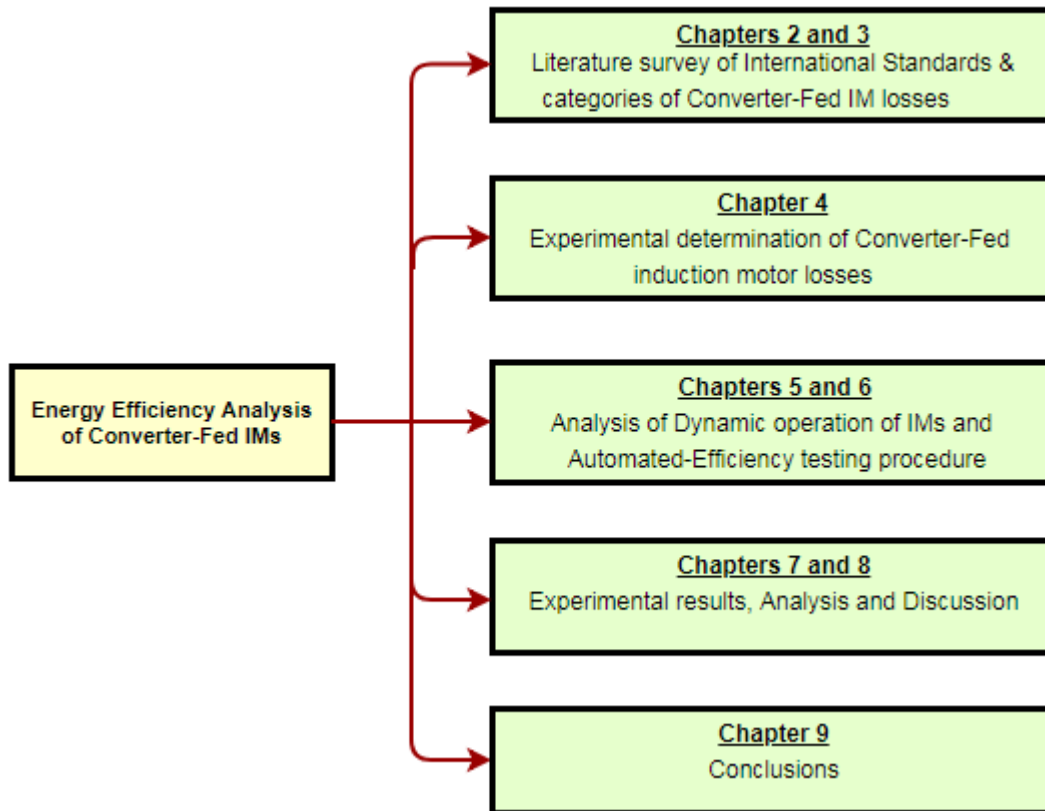 Chapters 2 and 3
Literature survey of International Standards &
categories of Converter-Fed IM losses
Chapter 4
Experimental determination of Converter-Fed
induction motor losses
Energy Efficiency Analysis
of Converter-Fed IMs
Chapters 5 and 6
Analysis of Dynamic operation of IMs and
Automated-Efficiency testing procedure
Chapters 7 and 8
Experimental results, Analysis and Discussion
Chapter 9
Conclusions